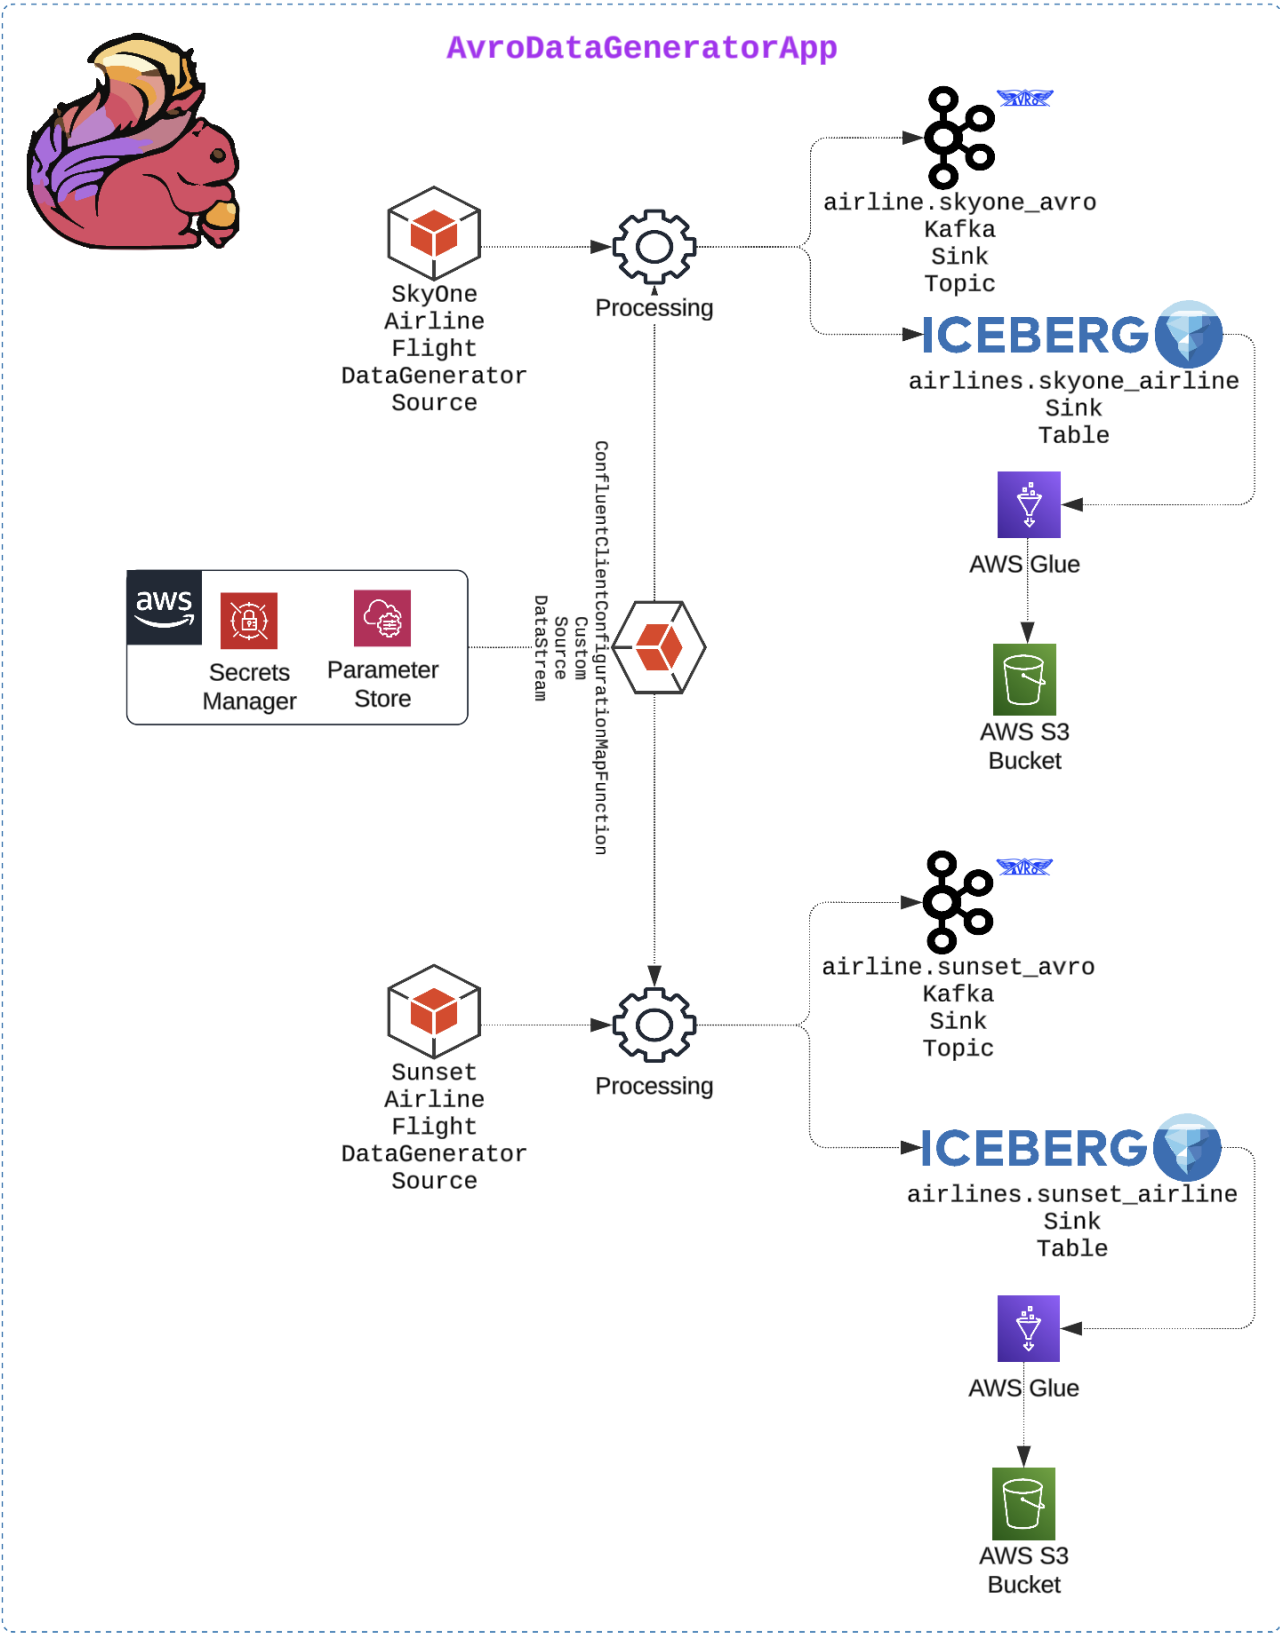 AvroDataGeneratorApp
AVRO
airline.skyone_avro
Kafka
Sink
Topic
SkyOne
Airline
Flight
DataGenerator
Source
Processing
ICEBERG
airlines.skyone_airline
Sink
Table
AWS Glue
AWS S3
Bucket
aws
Secrets
Manager
Parameter
Store
ConfluentClientConfigurationMapFunction
Custom
Source
DataStream
AVRO
airline.sunset_avro
Kafka
Sink
Topic
Sunset
Airline
Flight
DataGenerator
Source
Processing
ICEBERG
airlines.sunset_airline
Sink
Table
AWS Glue
AWS S3
Bucket